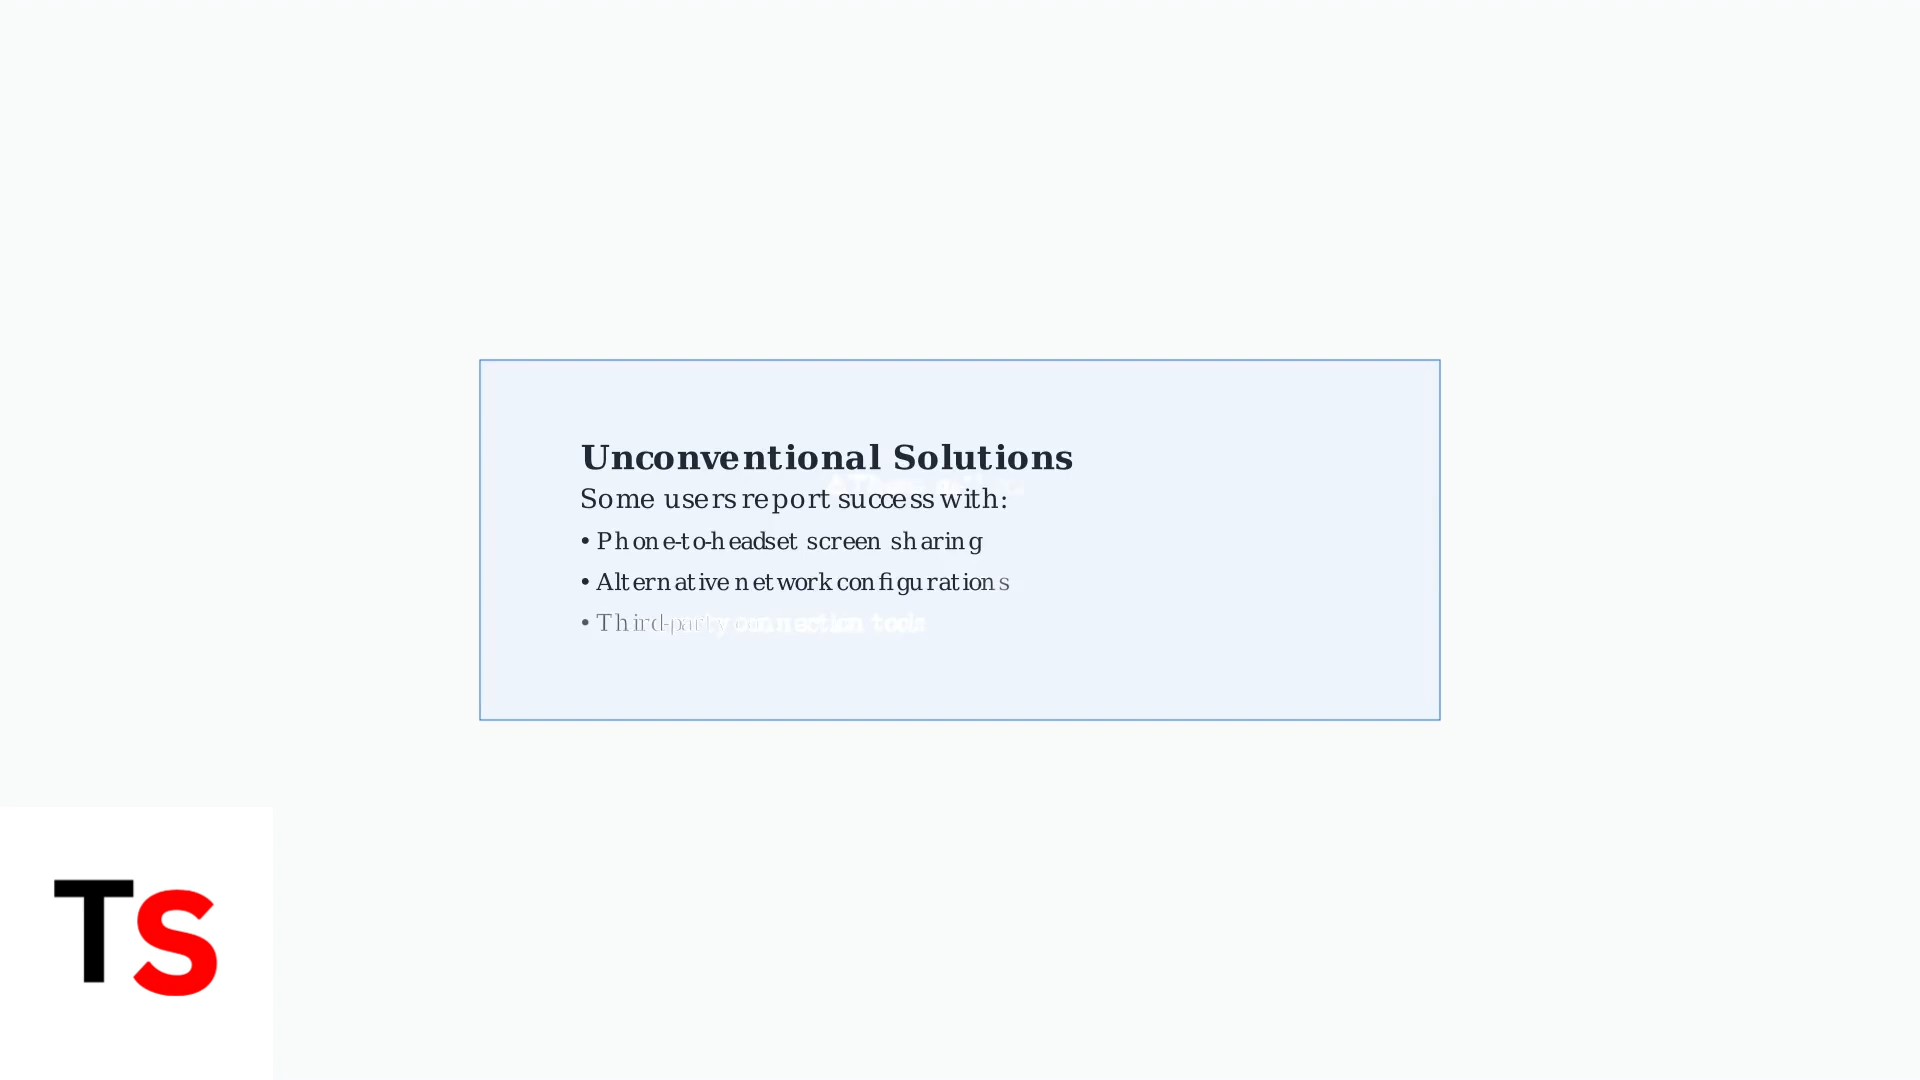 Unconventional Solutions
Some users report success with:
• Phone-to-headset screen sharing
• Alternative network configurations
• Third-party connection tools
TS